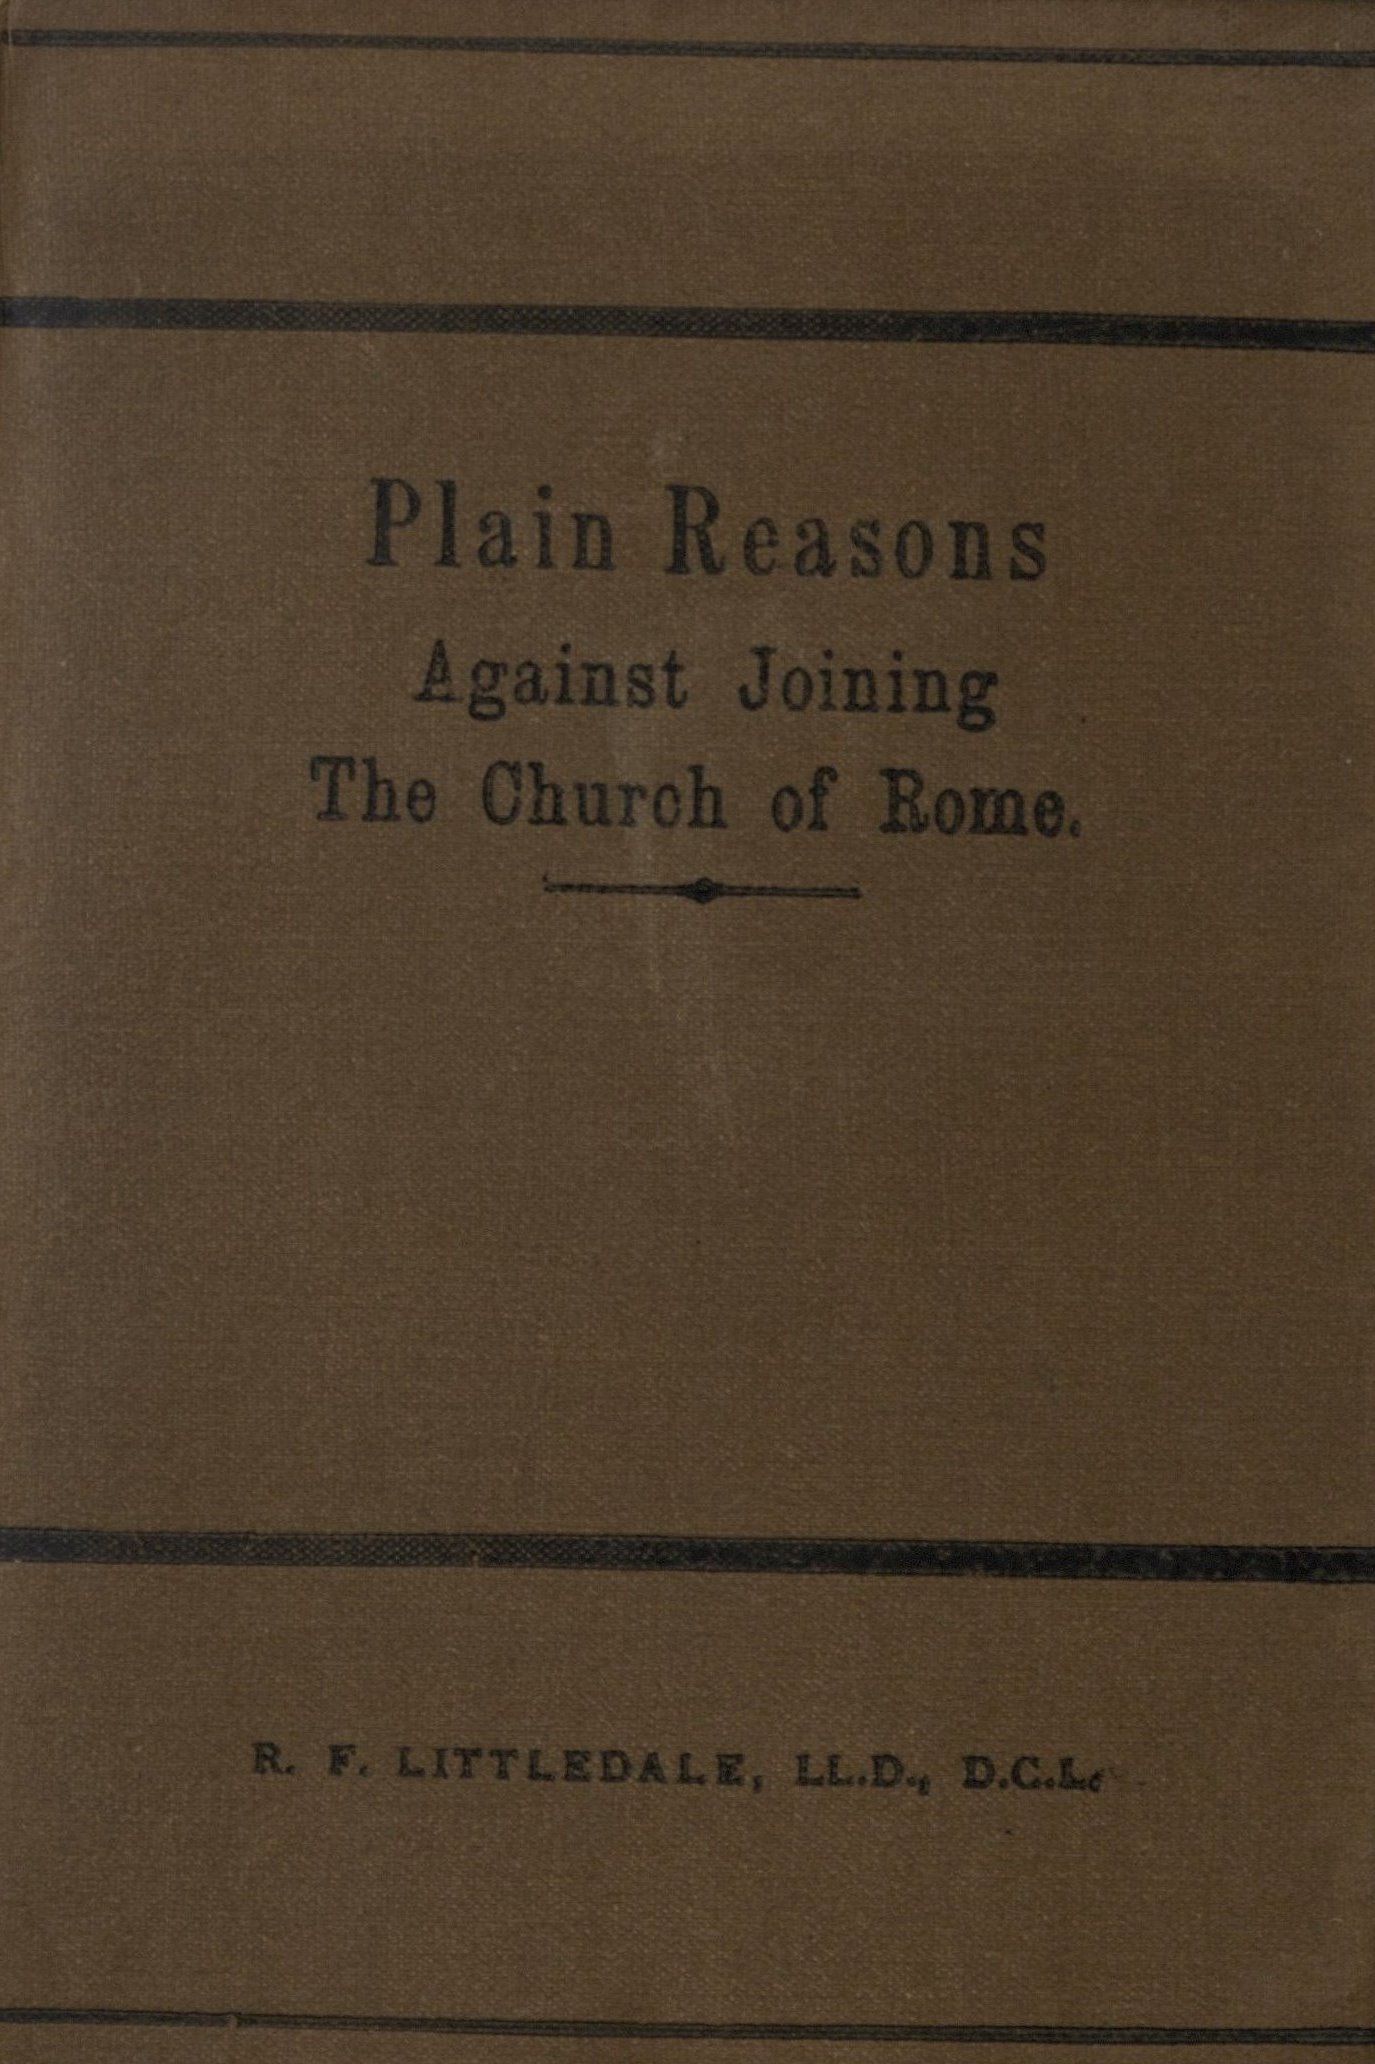 Plain Reasons
Against Joining
The Church of Rome.
R. F. LITTLEDALE, LL.D., D.C.L.